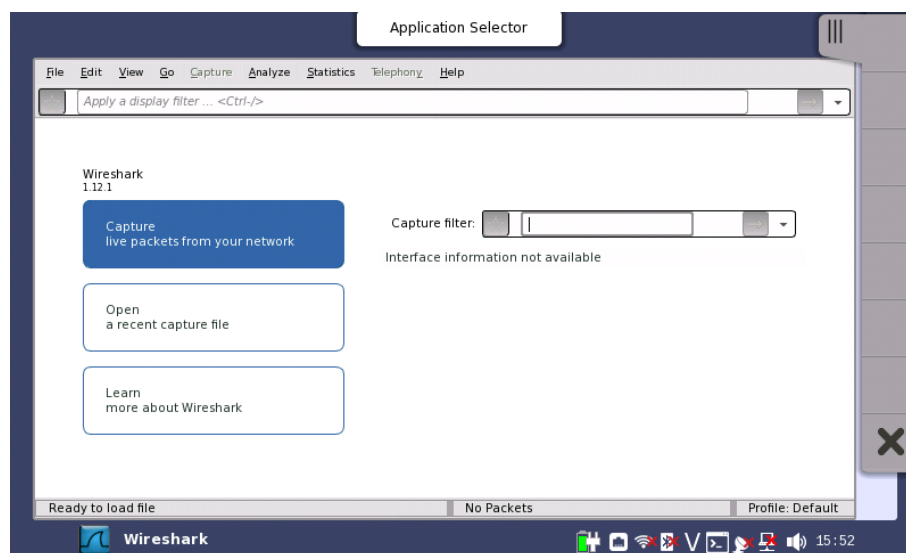 Application Selector
File Edit View Go Capture Analyze Statistics Telephony Help
Apply a display filter ... <Ctrl-/>
Wireshark
1.12.1
Capture
live packets from your network
Capture filter:
Interface information not available
Open
a recent capture file
Learn
more about Wireshark
Ready to load file No Packets Profile: Default
Wireshark 15:52